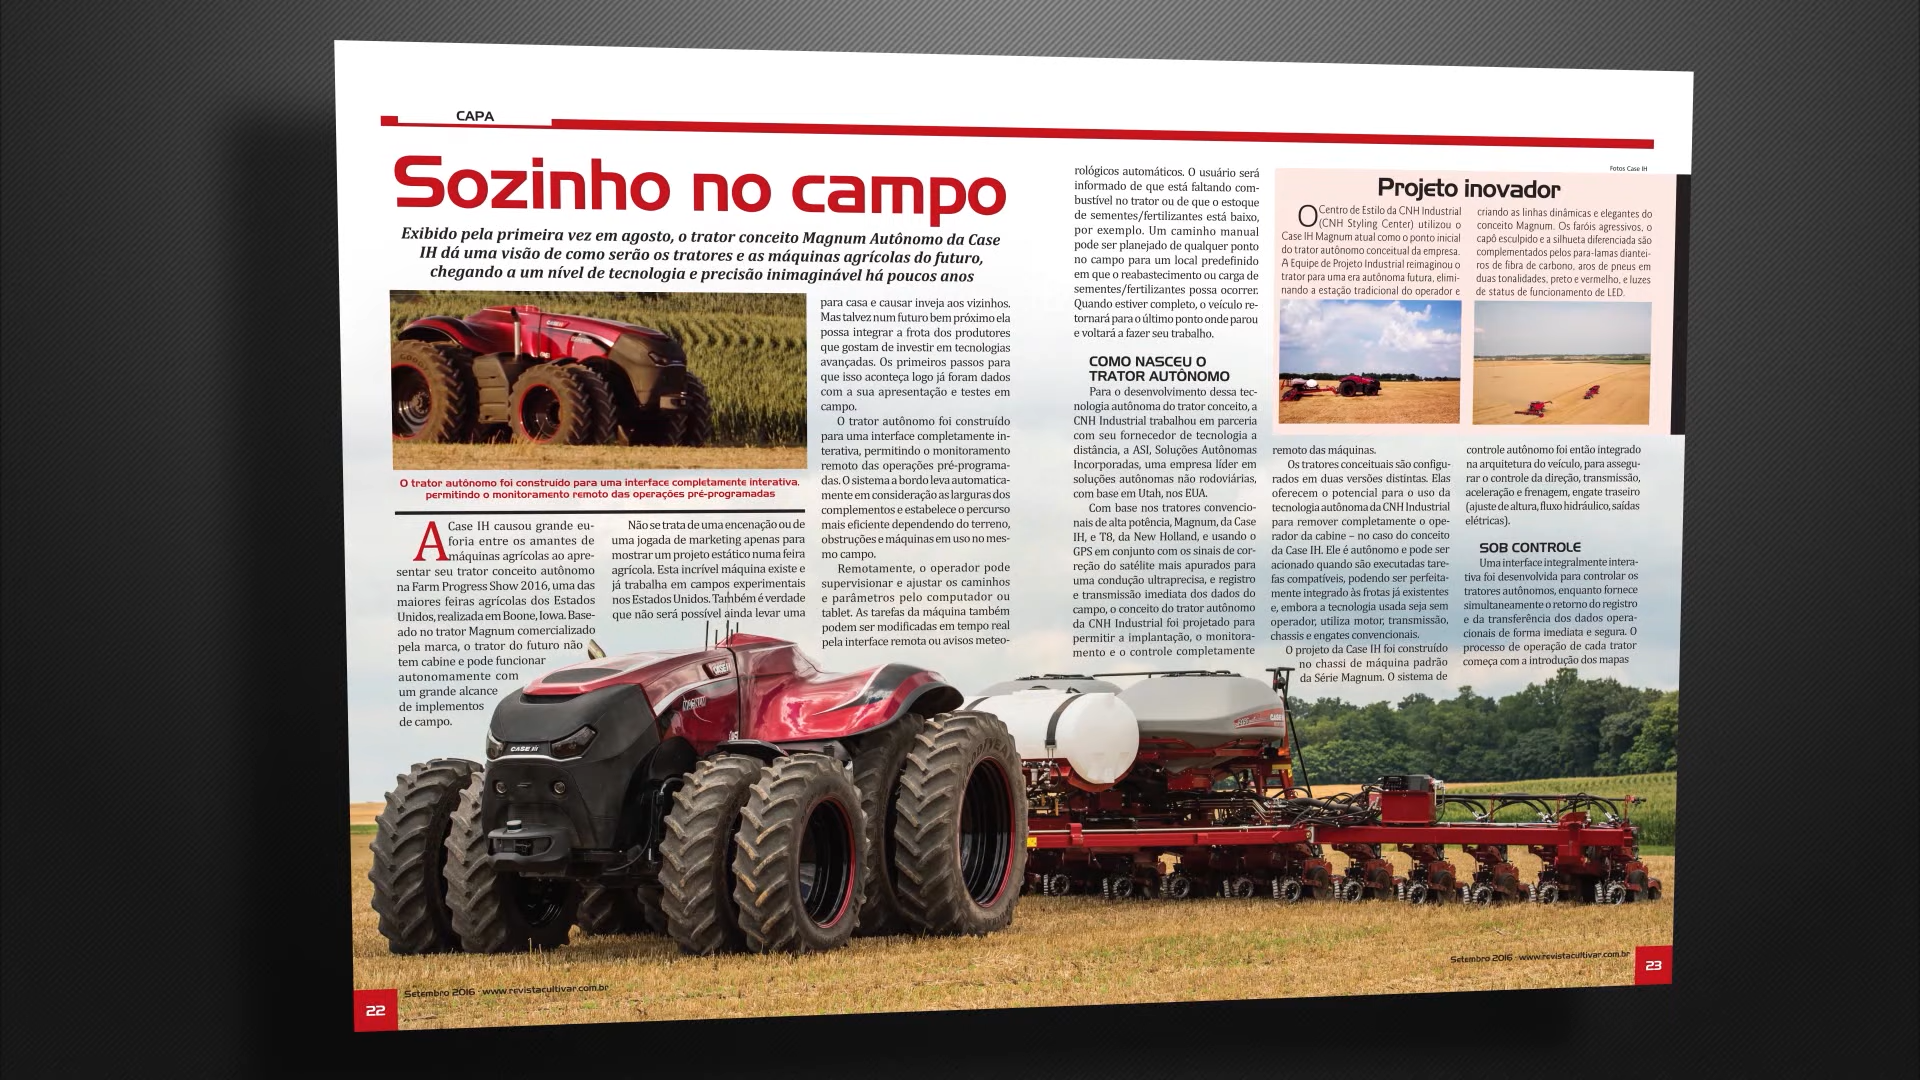 CAPA
Sozinho no campo
Exibido pela primeira vez em agosto, o trator conceito Magnum Autônomo da Case
IH dá uma visão de como serão os tratores e as máquinas agrícolas do futuro,
chegando a um nível de tecnologia e precisão inimaginável há poucos anos
O trator autônomo foi construído para uma interface completamente interativa,
permitindo o monitoramento remoto das operações pré-programadas
A Case IH causou grande eu-
foria entre os amantes de
máquinas agrícolas ao apre-
sentar seu trator conceito autônomo
na Farm Progress Show 2016, uma das
maiores feiras agrícolas dos Estados
Unidos, realizada em Boone, Iowa. Base-
ado no trator Magnum comercializado
pela marca, o trator do futuro não
tem cabine e pode funcionar
autonomamente com
um grande alcance
de implementos
de campo.
Não se trata de uma encenação ou de
uma jogada de marketing apenas para
mostrar um projeto estático numa feira
agrícola. Esta incrível máquina existe e
já trabalha em campos experimentais
nos Estados Unidos. Também é verdade
que não será possível ainda levar uma
para casa e causar inveja aos vizinhos.
Mas talvez num futuro bem próximo ela
possa integrar a frota dos produtores
que gostam de investir em tecnologias
avançadas. Os primeiros passos para
que isso aconteça logo já foram dados
com a sua apresentação e testes em
campo.
O trator autônomo foi construído
para uma interface completamente in-
terativa, permitindo o monitoramento
remoto das operações pré-programa-
das. O sistema a bordo leva automatica-
mente em consideração as larguras dos
complementos e estabelece o percurso
mais eficiente dependendo do terreno,
obstruções e máquinas em uso no mes-
mo campo.
Remotamente, o operador pode
supervisionar e ajustar os caminhos
e parâmetros pelo computador ou
tablet. As tarefas da máquina também
podem ser modificadas em tempo real
pela interface remota ou avisos meteo-
rológicos automáticos. O usuário será
informado de que está faltando com-
bustível no trator ou de que o estoque
de sementes/fertilizantes está baixo,
por exemplo. Um caminho manual
pode ser planejado de qualquer ponto
no campo para um local predefinido
em que o reabastecimento ou carga de
sementes/fertilizantes possa ocorrer.
Quando estiver completo, o veículo re-
tornará para o último ponto onde parou
e voltará a fazer seu trabalho.
COMO NASCEU O
TRATOR AUTÔNOMO
Para o desenvolvimento dessa tec-
nologia autônoma do trator conceito, a
CNH Industrial trabalhou em parceria
com seu fornecedor de tecnologia a
distância, a ASI, Soluções Autônomas
Incorporadas, uma empresa líder em
soluções autônomas não rodoviárias,
com base em Utah, nos EUA.
Com base nos tratores convencio-
nais de alta potência, Magnum, da Case
IH, e T8, da New Holland, e usando o
GPS em conjunto com os sinais de cor-
reção do satélite mais apurados para
uma condução ultraprecisa, e registro
e transmissão imediata dos dados do
campo, o conceito do trator autônomo
da CNH Industrial foi projetado para
permitir a implantação, o monitora-
mento e o controle completamente
Fotos Case IH
Projeto inovador
O Centro de Estilo da CNH Industrial
(CNH Styling Center) utilizou o
Case IH Magnum atual como o ponto inicial
do trator autônomo conceitual da empresa.
A Equipe de Projeto Industrial reimaginou o
trator para uma era autônoma futura, elimi-
nando a estação tradicional do operador e
criando as linhas dinâmicas e elegantes do
conceito Magnum. Os faróis agressivos, o
capô esculpido e a silhueta diferenciada são
complementados pelos para-lamas diantei-
ros de fibra de carbono, aros de pneus em
duas tonalidades, preto e vermelho, e luzes
de status de funcionamento de LED.
remoto das máquinas.
Os tratores conceituais são configu-
rados em duas versões distintas. Elas
oferecem o potencial para o uso da
tecnologia autônoma da CNH Industrial
para remover completamente o ope-
rador da cabine – no caso do conceito
da Case IH. Ele é autônomo e pode ser
acionado quando são executadas tare-
fas compatíveis, podendo ser perfeita-
mente integrado às frotas já existentes
e, embora a tecnologia usada seja sem
operador, utiliza motor, transmissão,
chassis e engates convencionais.
O projeto da Case IH foi construído
no chassi de máquina padrão
da Série Magnum. O sistema de
controle autônomo foi então integrado
na arquitetura do veículo, para assegu-
rar o controle da direção, transmissão,
aceleração e frenagem, engate traseiro
(ajuste de altura, fluxo hidráulico, saídas
elétricas).
SOB CONTROLE
Uma interface integralmente intera-
tiva foi desenvolvida para controlar os
tratores autônomos, enquanto fornece
simultaneamente o retorno do registro
e da transferência dos dados opera-
cionais de forma imediata e segura. O
processo de operação de cada trator
começa com a introdução dos mapas
CASE IH
MAGNUM
CASE IH
22
Setembro 2016 · www.revistacultivar.com.br
Setembro 2016 · www.revistacultivar.com.br
23